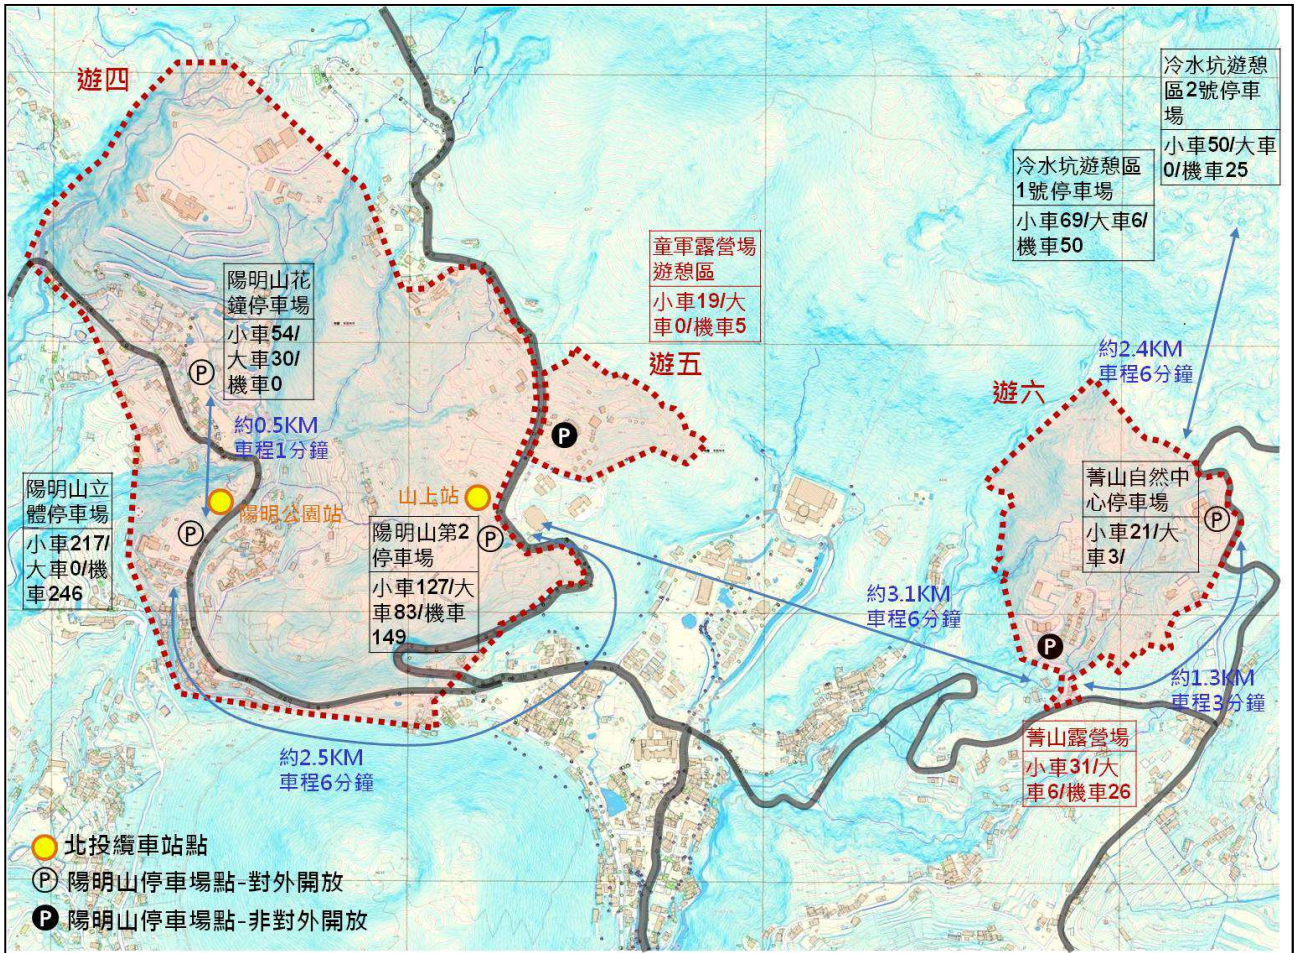 遊四
冷水坑遊憩
區2號停車
場
小車50/大車
0/機車25
冷水坑遊憩區
1號停車場
小車69/大車6/
機車50
童軍露營場
遊憩區
小車19/大
車0/機車5
遊五
陽明山花
鐘停車場
小車54/
大車30/
機車0
P
約0.5KM
車程1分鐘
約2.4KM
車程6分鐘
遊六
P
陽明山立
體停車場
小車217/
大車0/機
車246
陽明公園站
P
山上站
陽明山第2
停車場
小車127/大
車83/機車
149
P
菁山自然中
心停車場
小車21/大
車3/
P
約3.1KM
車程6分鐘
P
約1.3KM
車程3分鐘
菁山露營場
小車31/大
車6/機車26
約2.5KM
車程6分鐘
北投纜車站點
P 陽明山停車場點-對外開放
P 陽明山停車場點-非對外開放